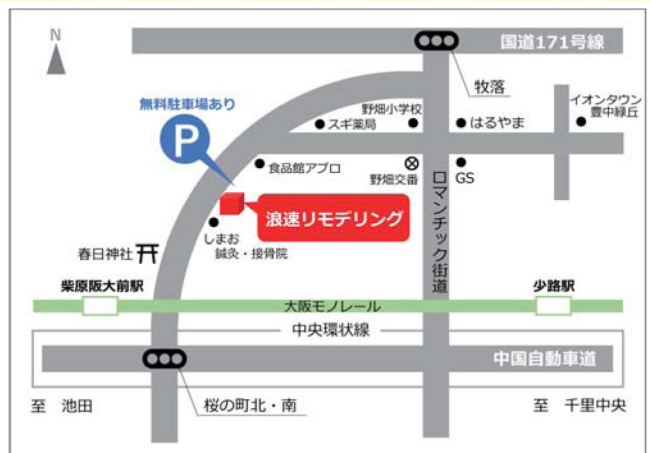 N
国道171号線
牧落
無料駐車場あり
P
野畑小学校
スギ薬局
はるやま
イオンタウン
豊中緑丘
食品館アプロ
野畑交番
GS
ロマンチック街道
浪速リモデリング
しまお
鍼灸・接骨院
春日神社
柴原阪大前駅
大阪モノレール
少路駅
中央環状線
中国自動車道
至 池田
桜の町北・南
至 千里中央